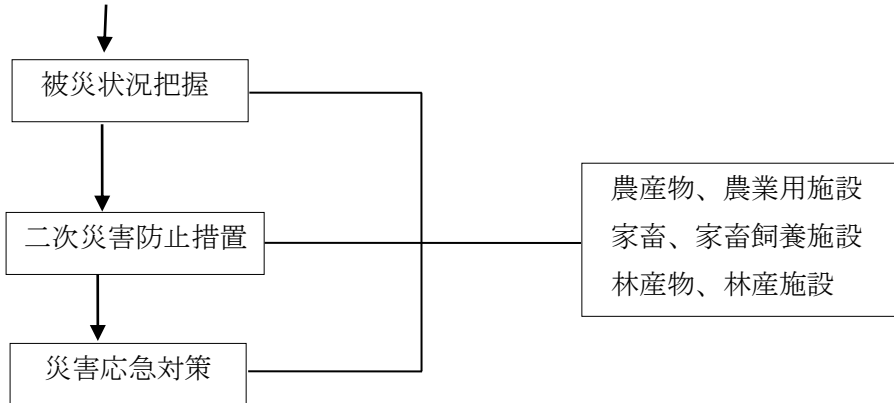 被災状況把握
二次災害防止措置
災害応急対策
農産物、農業用施設
家畜、家畜飼養施設
林産物、林産施設